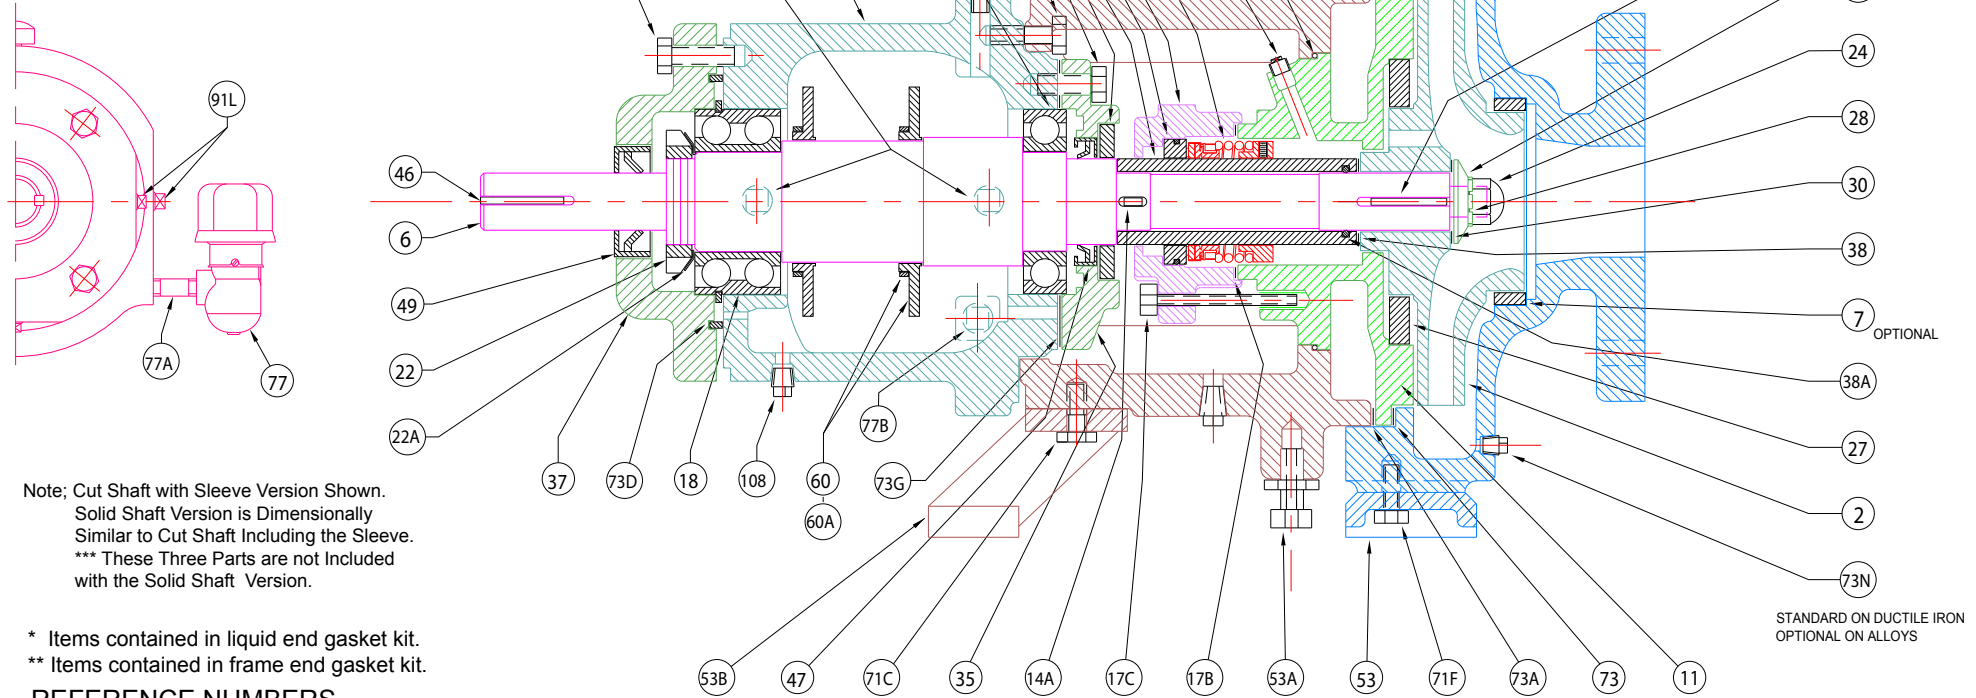 91L
24
28
46
30
6
38
49
7
OPTIONAL
77A
22
77
38A
77B
22A
27
37
73D
18
108
60
73G
60A
2
Note; Cut Shaft with Sleeve Version Shown.
Solid Shaft Version is Dimensionally
Similar to Cut Shaft Including the Sleeve.
*** These Three Parts are not Included
with the Solid Shaft Version.
73N
STANDARD ON DUCTILE IRON
OPTIONAL ON ALLOYS
* Items contained in liquid end gasket kit.
** Items contained in frame end gasket kit.
53B
47
71C
35
14A
17C
17B
53A
53
71F
73A
73
11
REFERENCE NUMBERS